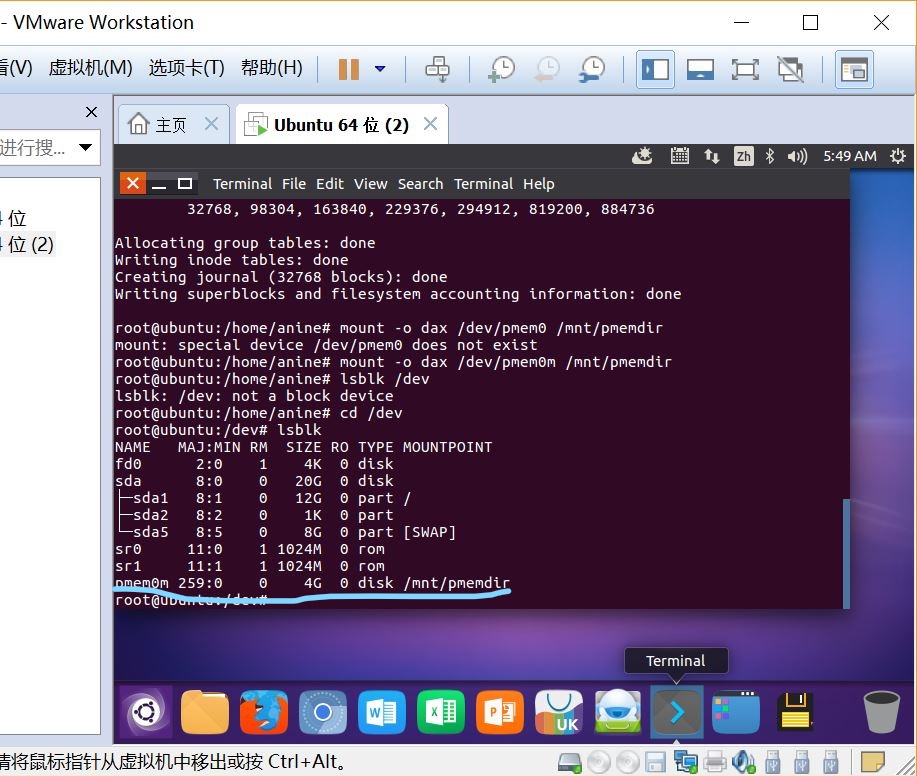 - VMware Workstation
看(V) 虚拟机(M) 选项卡(T) 帮助(H)
主页
Ubuntu 64 位 (2)
进行搜...
位
位 (2)
Zh 5:49 AM
Terminal File Edit View Search Terminal Help
32768, 98304, 163840, 229376, 294912, 819200, 884736
Allocating group tables: done
Writing inode tables: done
Creating journal (32768 blocks): done
Writing superblocks and filesystem accounting information: done
root@ubuntu:/home/anine# mount -o dax /dev/pmem0 /mnt/pmemdir
mount: special device /dev/pmem0 does not exist
root@ubuntu:/home/anine# mount -o dax /dev/pmem0m /mnt/pmemdir
root@ubuntu:/home/anine# lsblk /dev
lsblk: /dev: not a block device
root@ubuntu:/home/anine# cd /dev
root@ubuntu:/dev# lsblk
NAME MAJ:MIN RM SIZE RO TYPE MOUNTPOINT
fd0 2:0 1 4K 0 disk
sda 8:0 0 20G 0 disk
├─sda1 8:1 0 12G 0 part /
├─sda2 8:2 0 1K 0 part
└─sda5 8:5 0 8G 0 part [SWAP]
sr0 11:0 1 1024M 0 rom
sr1 11:1 1 1024M 0 rom
pmem0m 259:0 0 4G 0 disk /mnt/pmemdir
root@ubuntu:/dev#
Terminal
W
X
P
UK
请将鼠标指针从虚拟机中移出或按 Ctrl+Alt。